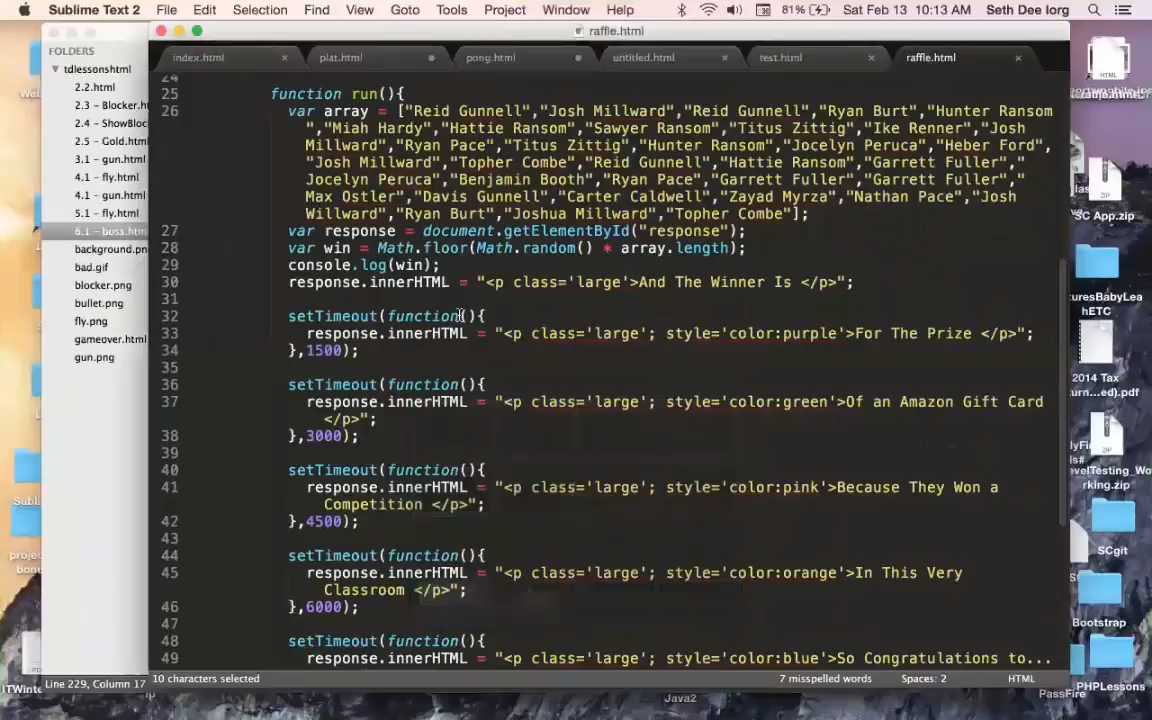 Sublime Text 2 File Edit Selection Find View Goto Tools Project Window Help 81% Sat Feb 13 10:13 AM Seth Dee Iorg
raffle.html
FOLDERS
tdlessonshtml
2.2.html
2.3 - Blocker.ht
2.4 - ShowBloc
2.5 - Gold.html
3.1 - gun.html
4.1 - fly.html
4.1 - gun.html
5.1 - fly.html
6.1 - boss.htm
background.pn
bad.gif
blocker.png
bullet.png
fly.png
gameover.html
gun.png
Line 229, Column 17
index.html plat.html pong.html untitled.html test.html raffle.html
24
25 function run(){
26 var array = ["Reid Gunnell","Josh Millward","Reid Gunnell","Ryan Burt","Hunter Ransom
","Miah Hardy","Hattie Ransom","Sawyer Ransom","Titus Zittig","Ike Renner","Josh
Millward","Ryan Pace","Titus Zittig","Hunter Ransom","Jocelyn Peruca","Heber Ford",
"Josh Millward","Topher Combe","Reid Gunnell","Hattie Ransom","Garrett Fuller","
Jocelyn Peruca","Benjamin Booth","Ryan Pace","Garrett Fuller","Garrett Fuller","
Max Ostler","Davis Gunnell","Carter Caldwell","Zayad Myrza","Nathan Pace","Josh
Willward","Ryan Burt","Joshua Millward","Topher Combe"];
27 var response = document.getElementById("response");
28 var win = Math.floor(Math.random() * array.length);
29 console.log(win);
30 response.innerHTML = "<p class='large'>And The Winner Is </p>";
31
32 setTimeout(function(){
33 response.innerHTML = "<p class='large'; style='color:purple'>For The Prize </p>";
34 },1500);
35
36 setTimeout(function(){
37 response.innerHTML = "<p class='large'; style='color:green'>Of an Amazon Gift Card
</p>";
38 },3000);
39
40 setTimeout(function(){
41 response.innerHTML = "<p class='large'; style='color:pink'>Because They Won a
Competition </p>";
42 },4500);
43
44 setTimeout(function(){
45 response.innerHTML = "<p class='large'; style='color:orange'>In This Very
Classroom </p>";
46 },6000);
47
48 setTimeout(function(){
49 response.innerHTML = "<p class='large'; style='color:blue'>So Congratulations to...
10 characters selected 7 misspelled words Spaces: 2 HTML
SC App.zip
turesBabyLea
hETC
2014 Tax
turn...ed).pdf
evelTesting_Wo
rking.zip
SCgit
Bootstrap
PHPLessons
PassFire
Java2